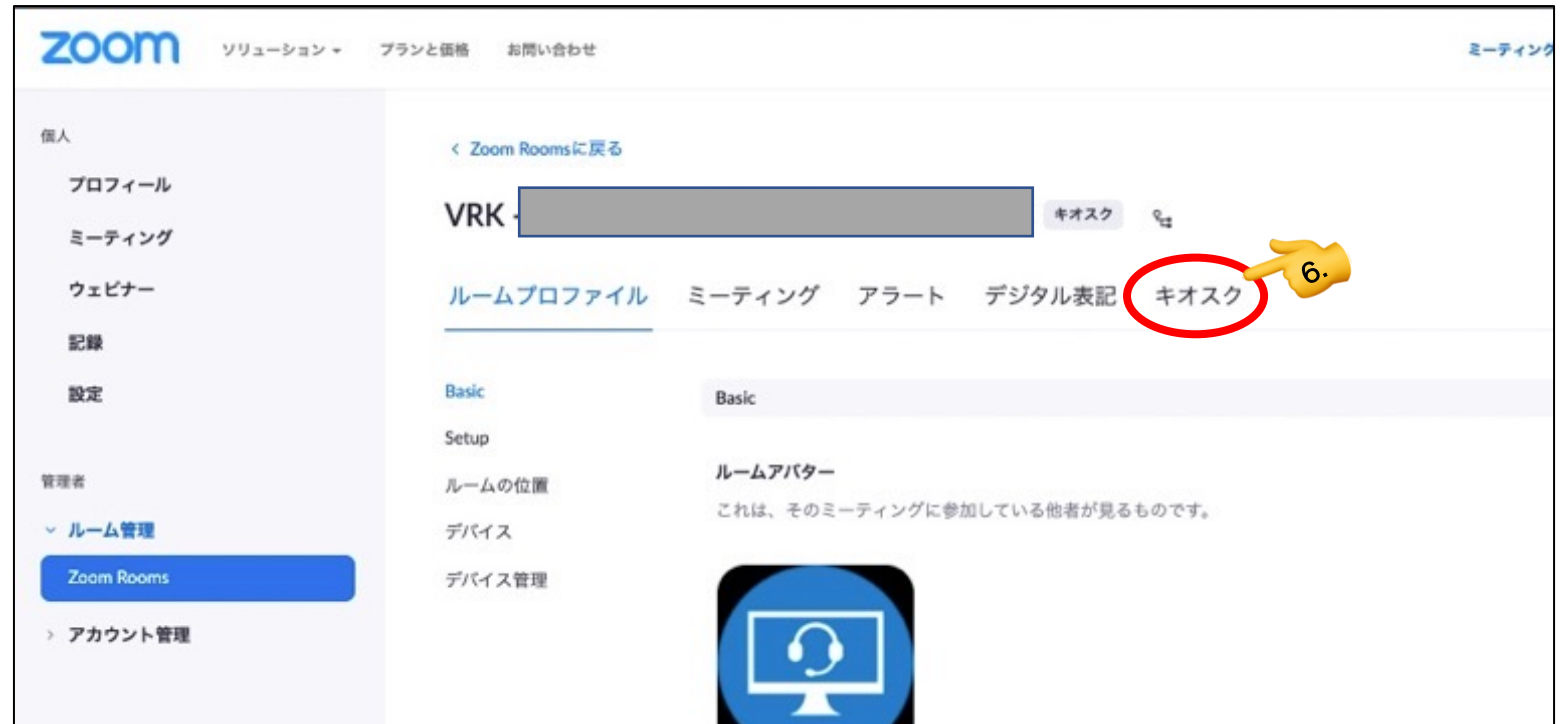 zoom ソリューション プランと価格 お問い合わせ ミーティング
個人
プロフィール
ミーティング
ウェビナー
記録
設定
管理者
ルーム管理
Zoom Rooms
アカウント管理
< Zoom Roomsに戻る
VRK - キオスク
6.
ルームプロファイル ミーティング アラート デジタル表記 キオスク
Basic
Setup
ルームの位置
デバイス
デバイス管理
Basic
ルームアバター
これは、そのミーティングに参加している他者が見るものです。